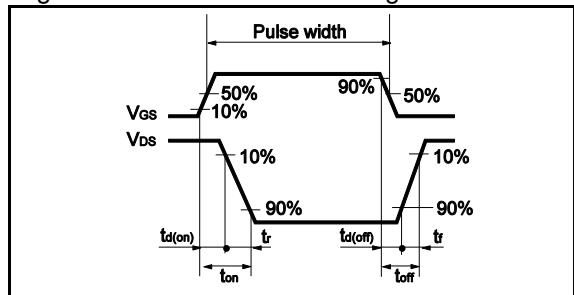 Pulse width
90%
50%
50%
10%
VGS
VDS
10%
10%
90%
90%
td(on)
tr
td(off)
tf
ton
toff